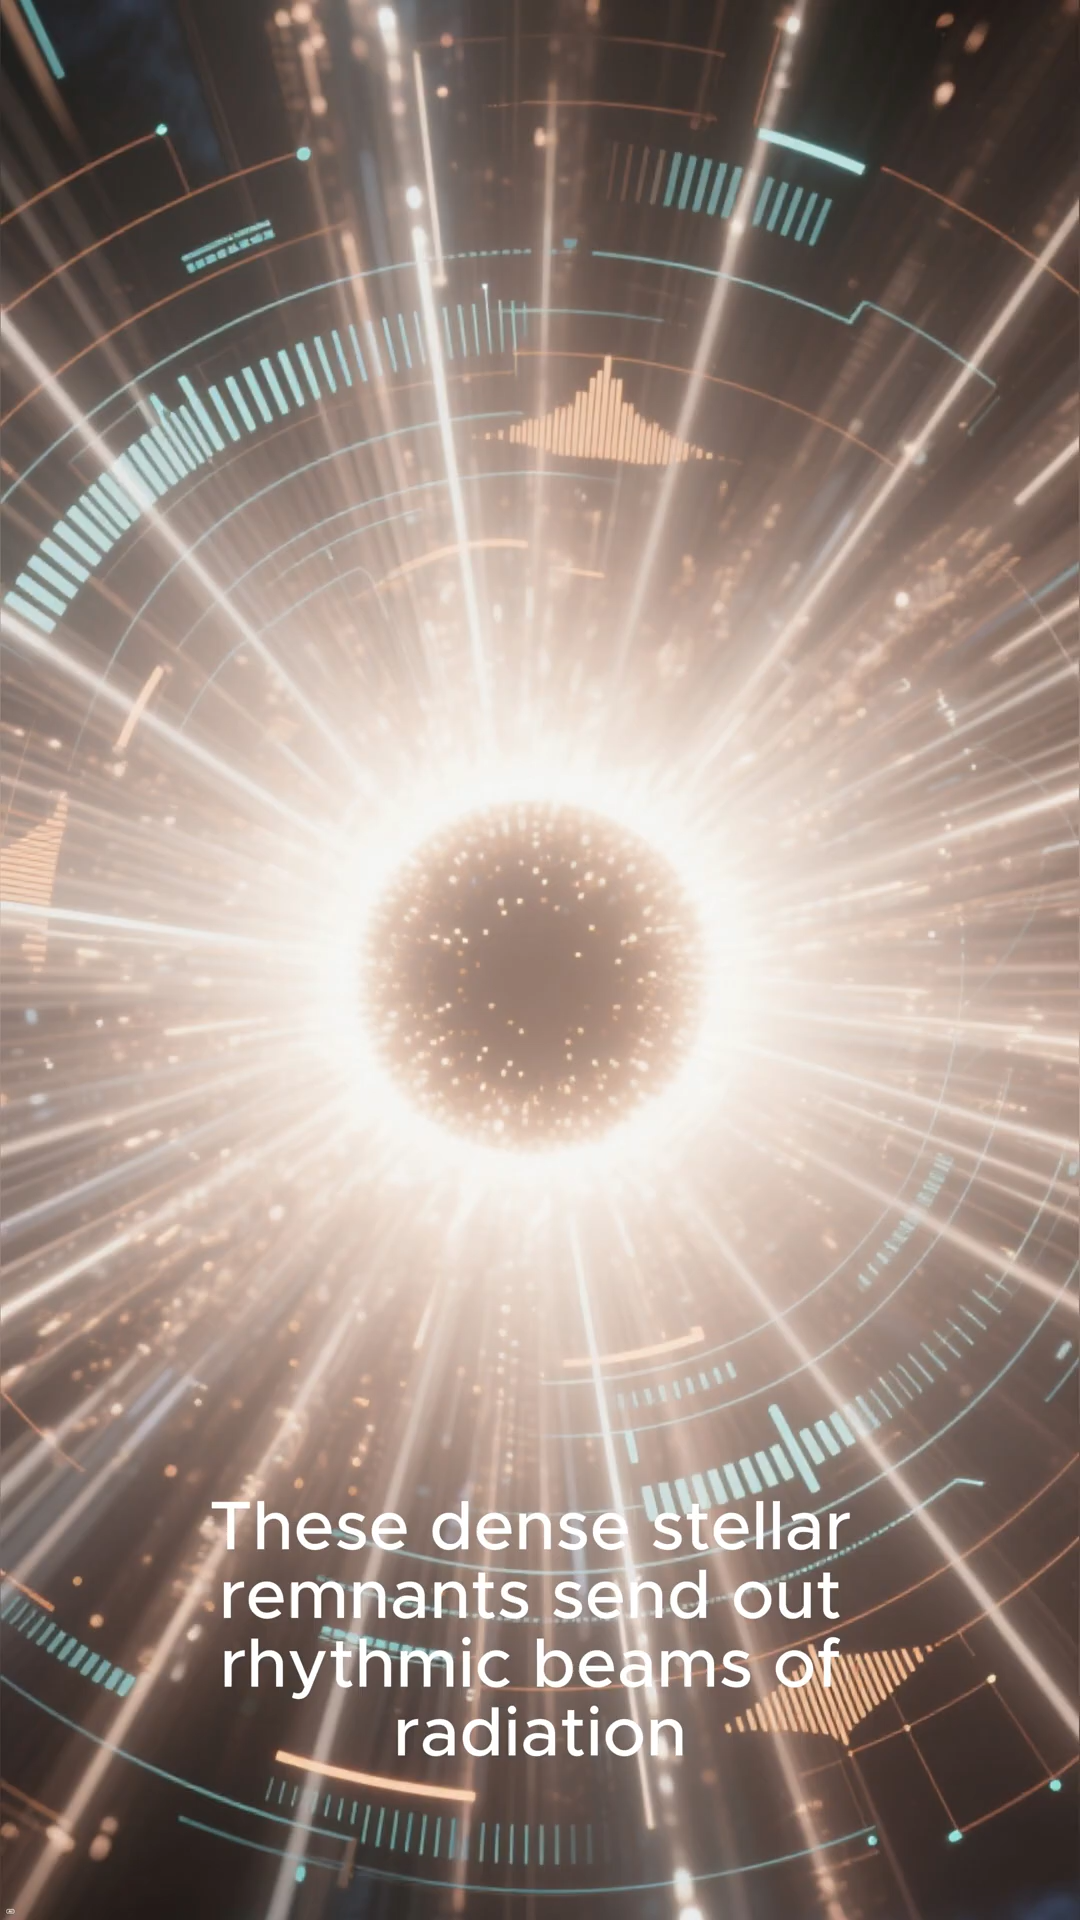 These dense stellar
remnants send out
rhythmic beams of
radiation